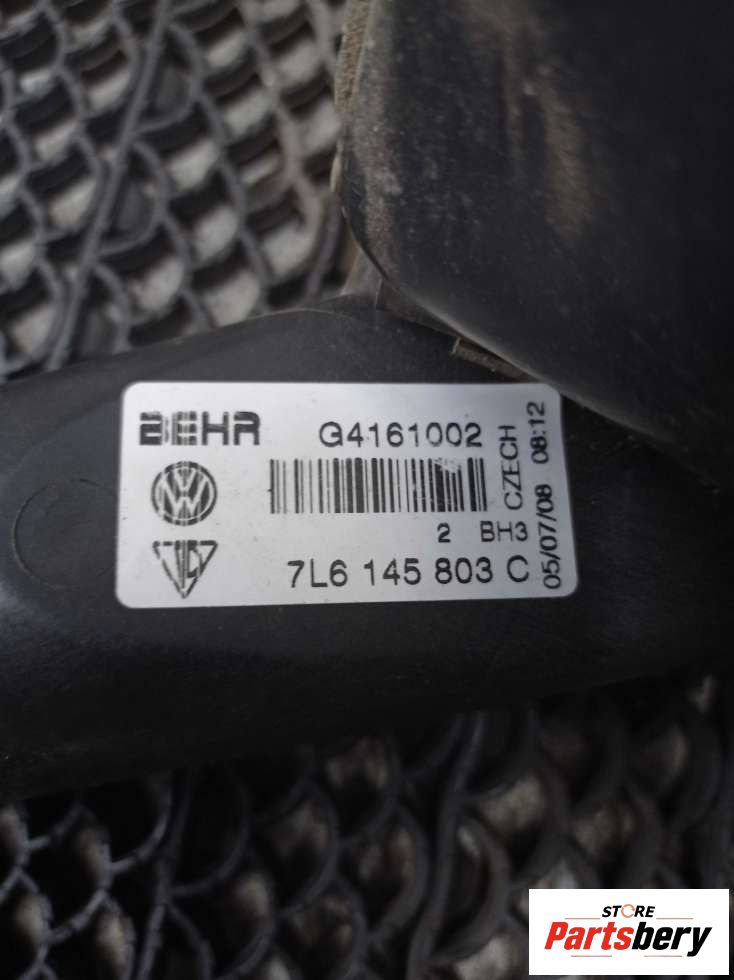 BEHR G4161002
CZECH
05/07/08 08:12
2 BH3
7L6 145 803 C
STORE
Partsbery